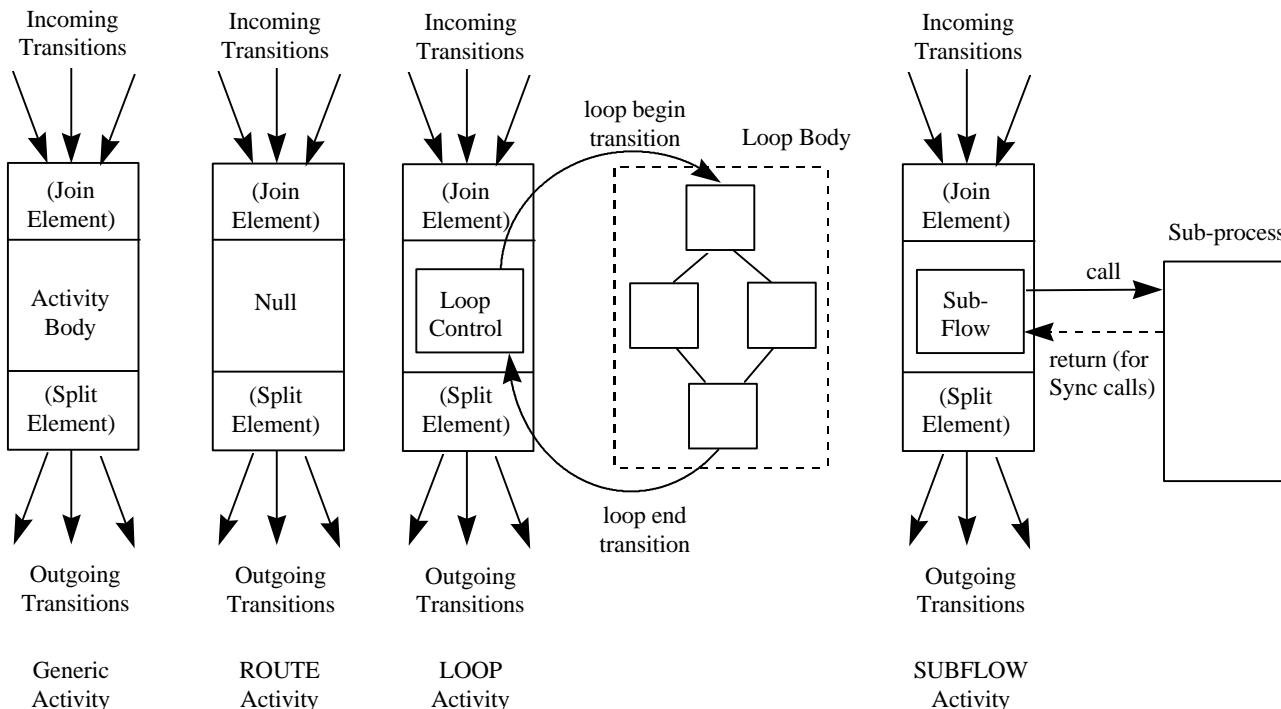 Incoming
Transitions
Incoming
Transitions
Incoming
Transitions
Incoming
Transitions
loop begin
transition
Loop Body
(Join
Element)
(Join
Element)
(Join
Element)
(Join
Element)
Sub-process
Activity
Body
Null
Loop
Control
Sub-
Flow
call
return (for
Sync calls)
(Split
Element)
(Split
Element)
(Split
Element)
(Split
Element)
loop end
transition
Outgoing
Transitions
Outgoing
Transitions
Outgoing
Transitions
Outgoing
Transitions
Generic
Activity
ROUTE
Activity
LOOP
Activity
SUBFLOW
Activity